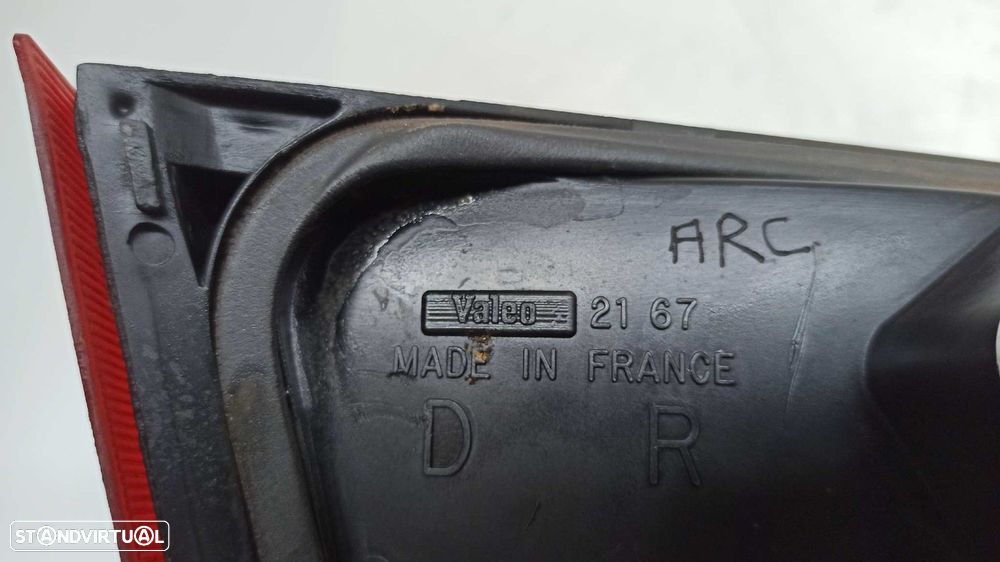 ARC
Valeo 21 67
MADE IN FRANCE
D R
STANDVIRTUAL